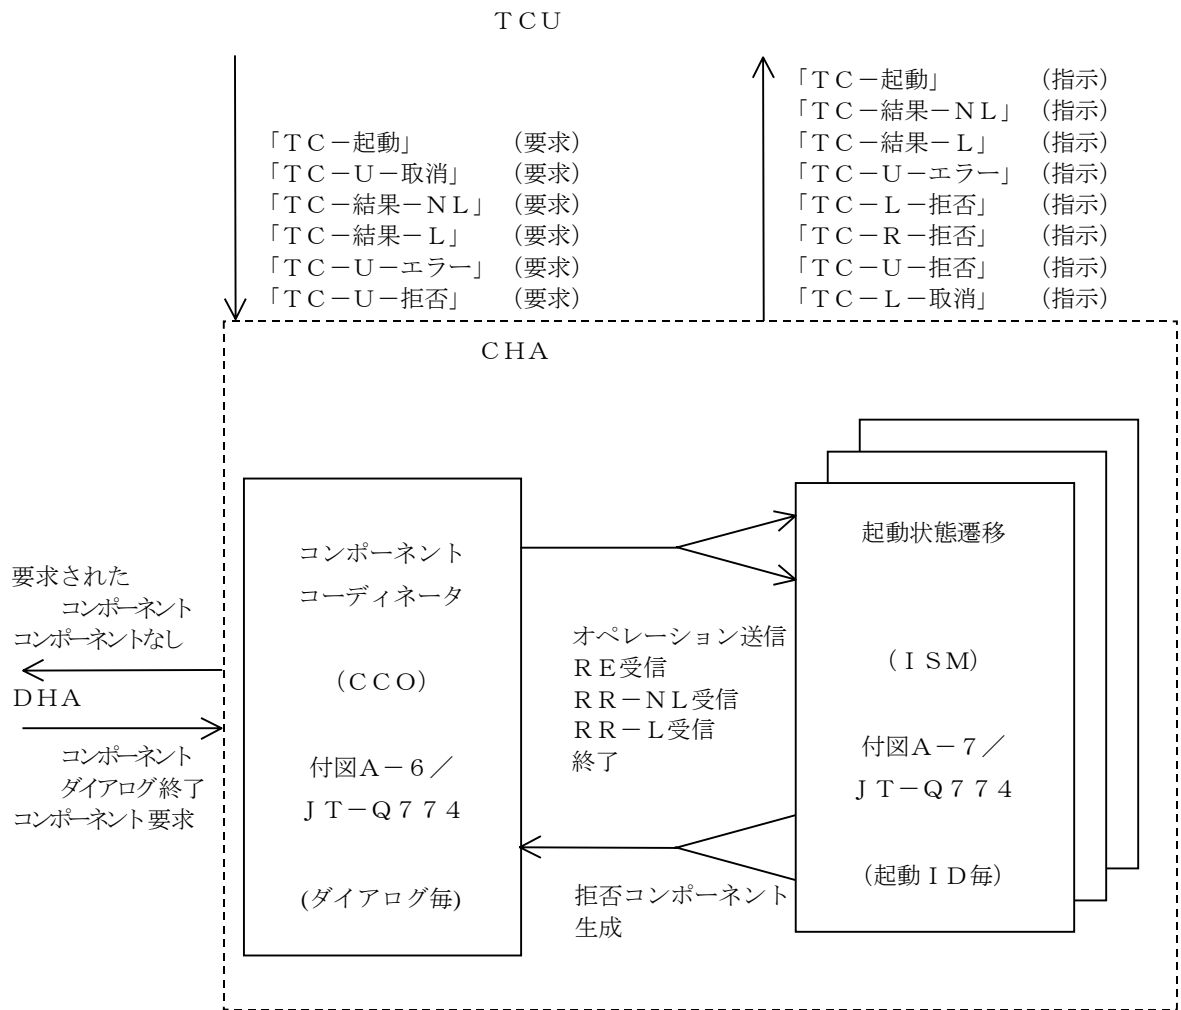 ＴＣＵ
「ＴＣ－起動」　（要求）
「ＴＣ－Ｕ－取消」　（要求）
「ＴＣ－結果－ＮＬ」　（要求）
「ＴＣ－結果－Ｌ」　（要求）
「ＴＣ－Ｕ－エラー」　（要求）
「ＴＣ－Ｕ－拒否」　（要求）
「ＴＣ－起動」　（指示）
「ＴＣ－結果－ＮＬ」　（指示）
「ＴＣ－結果－Ｌ」　（指示）
「ＴＣ－Ｕ－エラー」　（指示）
「ＴＣ－Ｌ－拒否」　（指示）
「ＴＣ－Ｒ－拒否」　（指示）
「ＴＣ－Ｕ－拒否」　（指示）
「ＴＣ－Ｌ－取消」　（指示）
ＣＨＡ
要求された
コンポーネント
コンポーネントなし
ＤＨＡ
コンポーネント
ダイアログ終了
コンポーネント要求
コンポーネント
コーディネータ
（ＣＣＯ）
付図Ａ－６／
ＪＴ－Ｑ７７４
(ダイアログ毎)
オペレーション送信
ＲＥ受信
ＲＲ－ＮＬ受信
ＲＲ－Ｌ受信
終了
拒否コンポーネント
生成
起動状態遷移
（ＩＳＭ）
付図Ａ－７／
ＪＴ－Ｑ７７４
(起動ＩＤ毎)